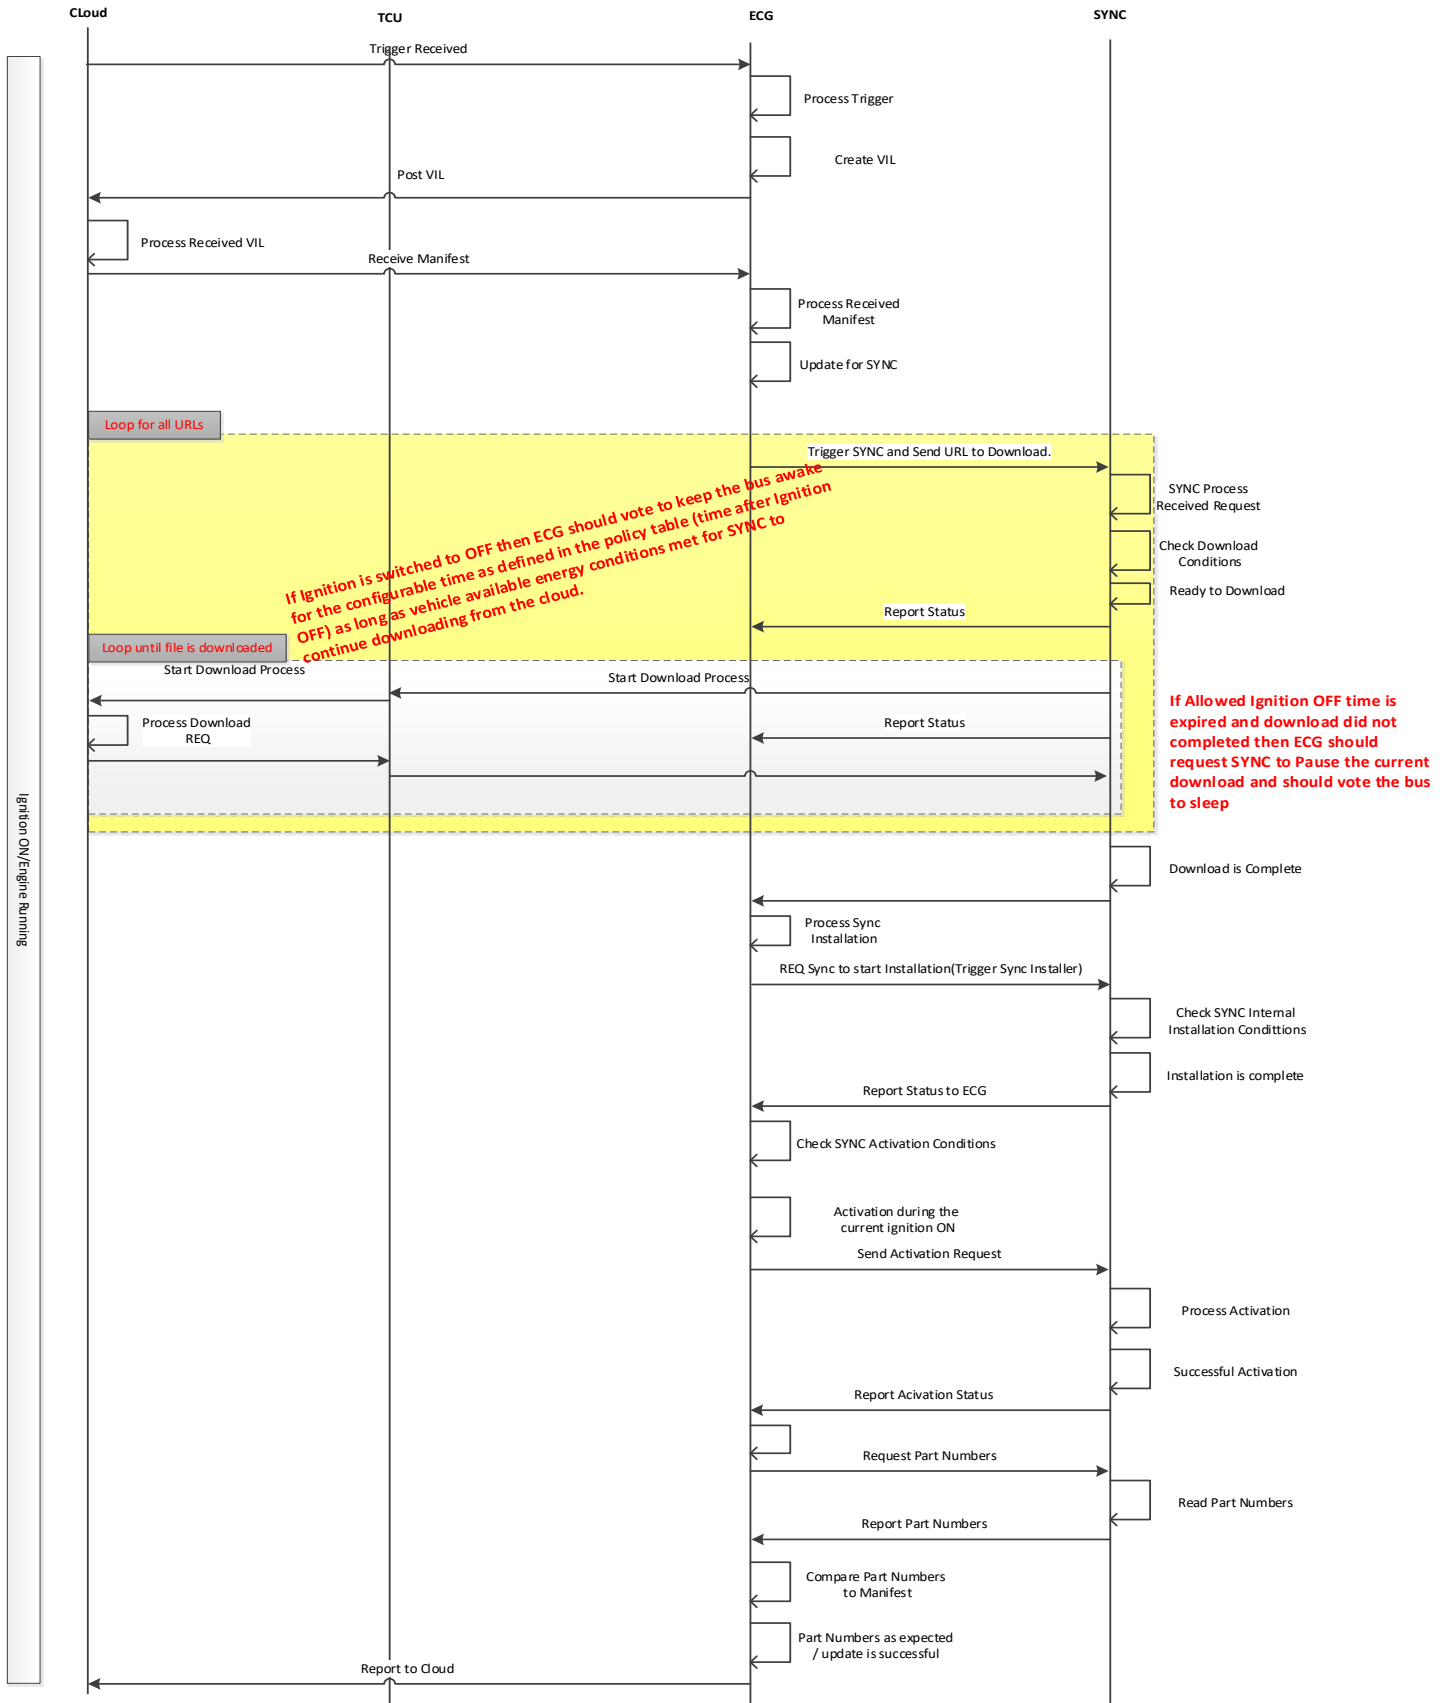 CLoud
TCU
ECG
SYNC
Trigger Received
Process Trigger
Create VIL
Post VIL
Process Received VIL
Receive Manifest
Process Received
Manifest
Update for SYNC
Loop for all URLs
Trigger SYNC and Send URL to Download.
SYNC Process
Received Request
If Ignition is switched to OFF then ECG should vote to keep the bus awake
for the configurable time as defined in the policy table (time after Ignition
OFF) as long as vehicle available energy conditions met for SYNC to
continue downloading from the cloud.
Check Download
Conditions
Ready to Download
Report Status
Loop until file is downloaded
Start Download Process
Start Download Process
Process Download
REQ
Report Status
If Allowed Ignition OFF time is
expired and download did not
completed then ECG should
request SYNC to Pause the current
download and should vote the bus
to sleep
Ignition ON/Engine Running
Download is Complete
Process Sync
Installation
REQ Sync to start Installation(Trigger Sync Installer)
Check SYNC Internal
Installation Condittions
Installation is complete
Report Status to ECG
Check SYNC Activation Conditions
Activation during the
current ignition ON
Send Activation Request
Process Activation
Successful Activation
Report Acivation Status
Request Part Numbers
Read Part Numbers
Report Part Numbers
Compare Part Numbers
to Manifest
Part Numbers as expected
/ update is successful
Report to Cloud